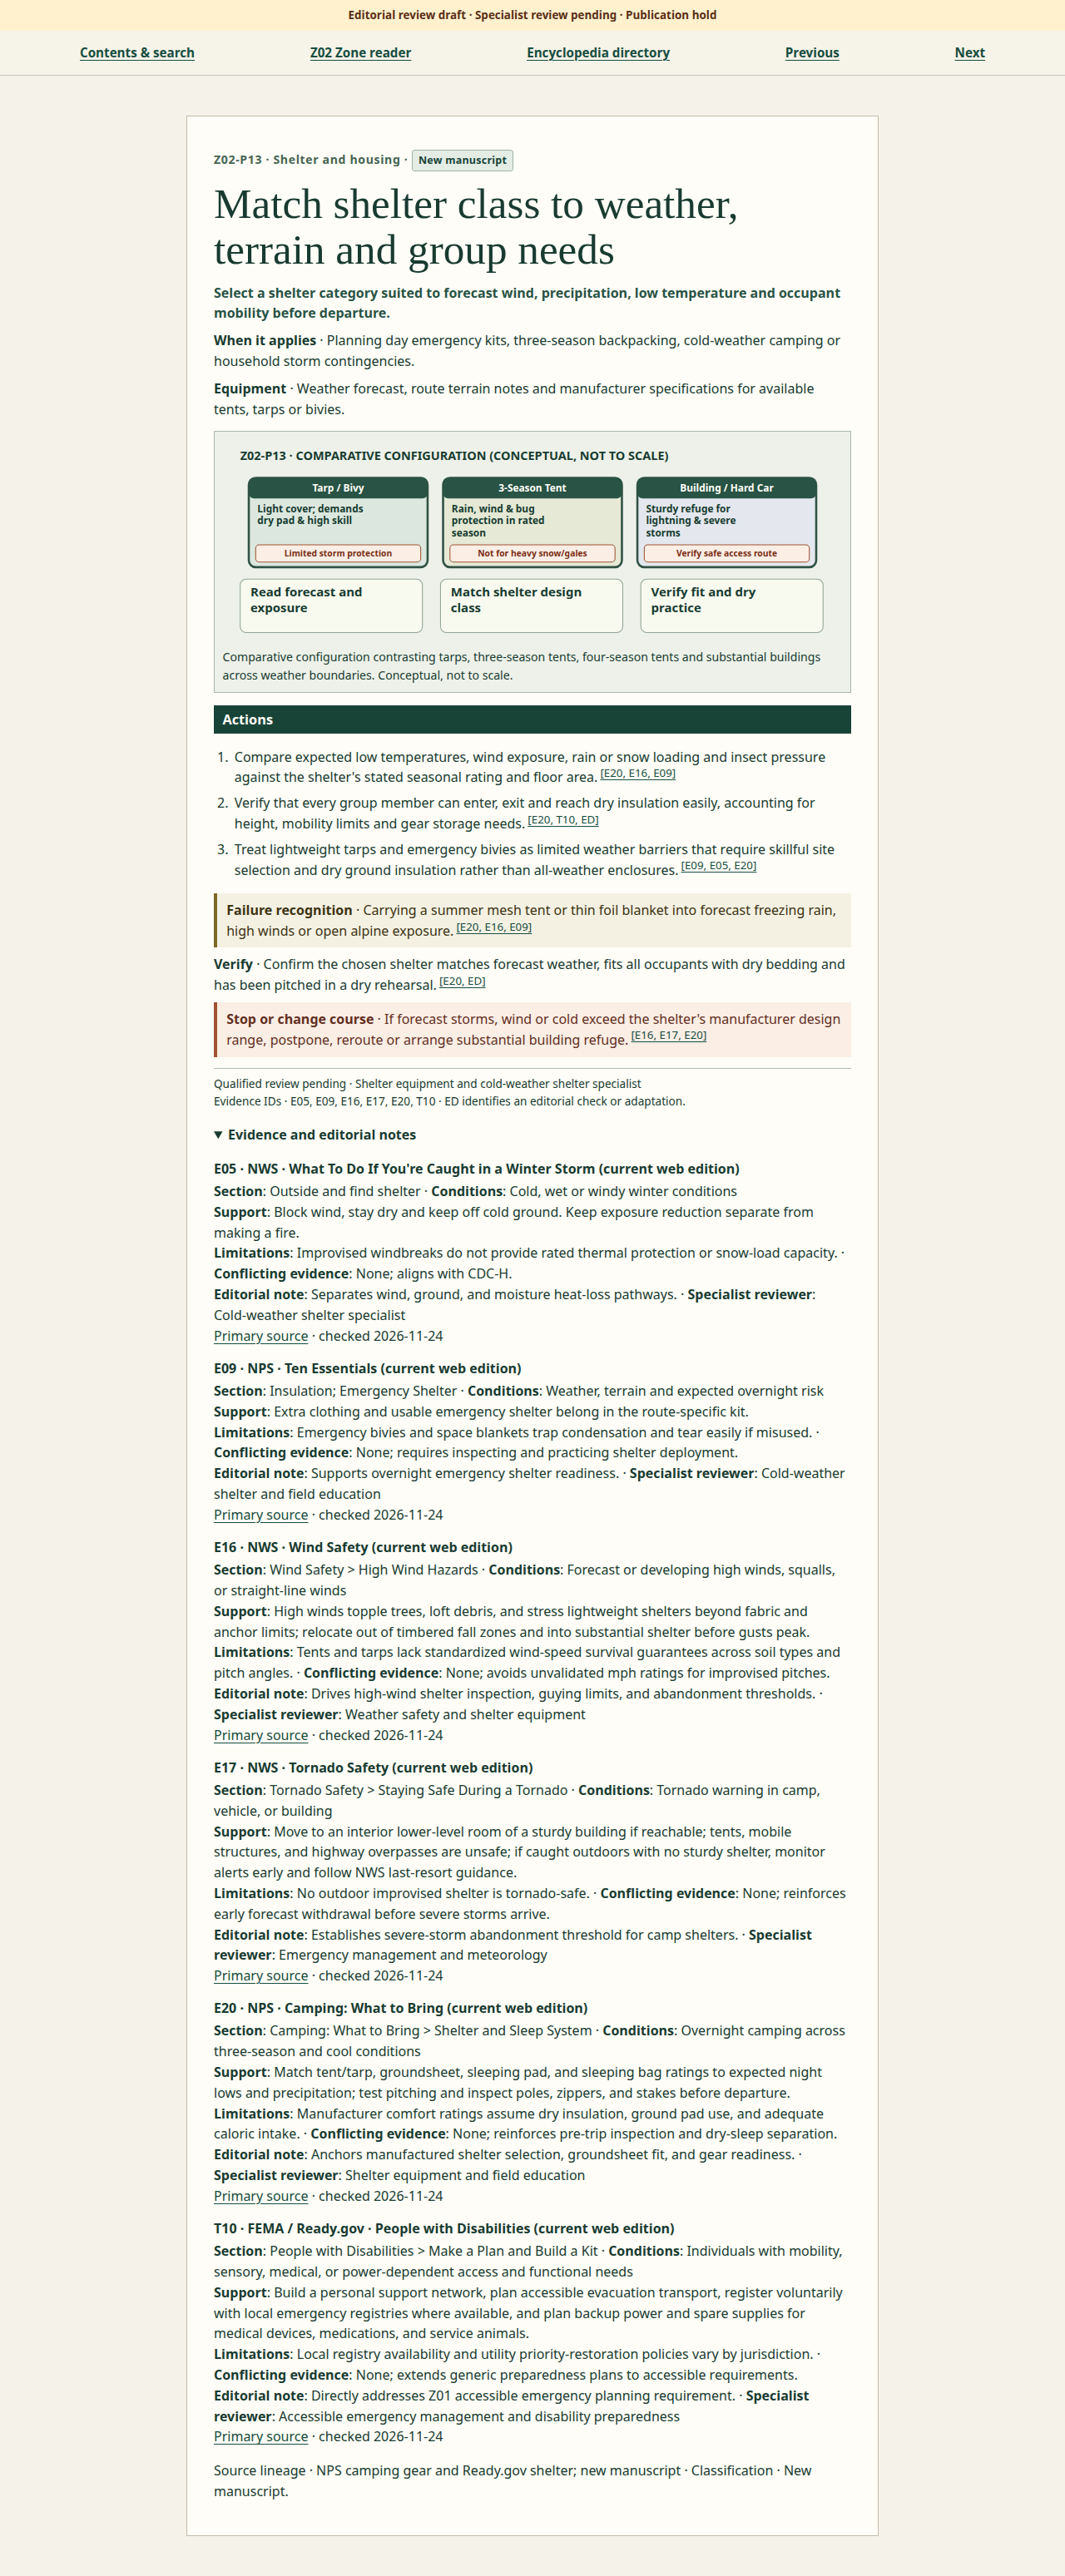 Editorial review draft · Specialist review pending · Publication hold
Contents & search
Z02 Zone reader
Encyclopedia directory
Previous
Next
Z02-P13 · Shelter and housing · New manuscript
Match shelter class to weather,
terrain and group needs
Select a shelter category suited to forecast wind, precipitation, low temperature and occupant
mobility before departure.
When it applies · Planning day emergency kits, three-season backpacking, cold-weather camping or
household storm contingencies.
Equipment · Weather forecast, route terrain notes and manufacturer specifications for available
tents, tarps or bivies.
Z02-P13 · COMPARATIVE CONFIGURATION (CONCEPTUAL, NOT TO SCALE)
Tarp / Bivy
Light cover; demands
dry pad & high skill
Limited storm protection
3-Season Tent
Rain, wind & bug
protection in rated
season
Not for heavy snow/gales
Building / Hard Car
Sturdy refuge for
lightning & severe
storms
Verify safe access route
Read forecast and
exposure
Match shelter design
class
Verify fit and dry
practice
Comparative configuration contrasting tarps, three-season tents, four-season tents and substantial buildings
across weather boundaries. Conceptual, not to scale.
Actions
1. Compare expected low temperatures, wind exposure, rain or snow loading and insect pressure
against the shelter's stated seasonal rating and floor area. [E20, E16, E09]
2. Verify that every group member can enter, exit and reach dry insulation easily, accounting for
height, mobility limits and gear storage needs. [E20, T10, ED]
3. Treat lightweight tarps and emergency bivies as limited weather barriers that require skillful site
selection and dry ground insulation rather than all-weather enclosures. [E09, E05, E20]
Failure recognition · Carrying a summer mesh tent or thin foil blanket into forecast freezing rain,
high winds or open alpine exposure. [E20, E16, E09]
Verify · Confirm the chosen shelter matches forecast weather, fits all occupants with dry bedding and
has been pitched in a dry rehearsal. [E20, ED]
Stop or change course · If forecast storms, wind or cold exceed the shelter's manufacturer design
range, postpone, reroute or arrange substantial building refuge. [E16, E17, E20]
Qualified review pending · Shelter equipment and cold-weather shelter specialist
Evidence IDs · E05, E09, E16, E17, E20, T10 · ED identifies an editorial check or adaptation.
▼ Evidence and editorial notes
E05 · NWS · What To Do If You're Caught in a Winter Storm (current web edition)
Section: Outside and find shelter · Conditions: Cold, wet or windy winter conditions
Support: Block wind, stay dry and keep off cold ground. Keep exposure reduction separate from
making a fire.
Limitations: Improvised windbreaks do not provide rated thermal protection or snow-load capacity. ·
Conflicting evidence: None; aligns with CDC-H.
Editorial note: Separates wind, ground, and moisture heat-loss pathways. · Specialist reviewer:
Cold-weather shelter specialist
Primary source · checked 2026-11-24
E09 · NPS · Ten Essentials (current web edition)
Section: Insulation; Emergency Shelter · Conditions: Weather, terrain and expected overnight risk
Support: Extra clothing and usable emergency shelter belong in the route-specific kit.
Limitations: Emergency bivies and space blankets trap condensation and tear easily if misused. ·
Conflicting evidence: None; requires inspecting and practicing shelter deployment.
Editorial note: Supports overnight emergency shelter readiness. · Specialist reviewer: Cold-weather
shelter and field education
Primary source · checked 2026-11-24
E16 · NWS · Wind Safety (current web edition)
Section: Wind Safety > High Wind Hazards · Conditions: Forecast or developing high winds, squalls,
or straight-line winds
Support: High winds topple trees, loft debris, and stress lightweight shelters beyond fabric and
anchor limits; relocate out of timbered fall zones and into substantial shelter before gusts peak.
Limitations: Tents and tarps lack standardized wind-speed survival guarantees across soil types and
pitch angles. · Conflicting evidence: None; avoids unvalidated mph ratings for improvised pitches.
Editorial note: Drives high-wind shelter inspection, guying limits, and abandonment thresholds. ·
Specialist reviewer: Weather safety and shelter equipment
Primary source · checked 2026-11-24
E17 · NWS · Tornado Safety (current web edition)
Section: Tornado Safety > Staying Safe During a Tornado · Conditions: Tornado warning in camp,
vehicle, or building
Support: Move to an interior lower-level room of a sturdy building if reachable; tents, mobile
structures, and highway overpasses are unsafe; if caught outdoors with no sturdy shelter, monitor
alerts early and follow NWS last-resort guidance.
Limitations: No outdoor improvised shelter is tornado-safe. · Conflicting evidence: None; reinforces
early forecast withdrawal before severe storms arrive.
Editorial note: Establishes severe-storm abandonment threshold for camp shelters. · Specialist
reviewer: Emergency management and meteorology
Primary source · checked 2026-11-24
E20 · NPS · Camping: What to Bring (current web edition)
Section: Camping: What to Bring > Shelter and Sleep System · Conditions: Overnight camping across
three-season and cool conditions
Support: Match tent/tarp, groundsheet, sleeping pad, and sleeping bag ratings to expected night
lows and precipitation; test pitching and inspect poles, zippers, and stakes before departure.
Limitations: Manufacturer comfort ratings assume dry insulation, ground pad use, and adequate
caloric intake. · Conflicting evidence: None; reinforces pre-trip inspection and dry-sleep separation.
Editorial note: Anchors manufactured shelter selection, groundsheet fit, and gear readiness. ·
Specialist reviewer: Shelter equipment and field education
Primary source · checked 2026-11-24
T10 · FEMA / Ready.gov · People with Disabilities (current web edition)
Section: People with Disabilities > Make a Plan and Build a Kit · Conditions: Individuals with mobility,
sensory, medical, or power-dependent access and functional needs
Support: Build a personal support network, plan accessible evacuation transport, register voluntarily
with local emergency registries where available, and plan backup power and spare supplies for
medical devices, medications, and service animals.
Limitations: Local registry availability and utility priority-restoration policies vary by jurisdiction. ·
Conflicting evidence: None; extends generic preparedness plans to accessible requirements.
Editorial note: Directly addresses Z01 accessible emergency planning requirement. · Specialist
reviewer: Accessible emergency management and disability preparedness
Primary source · checked 2026-11-24
Source lineage · NPS camping gear and Ready.gov shelter; new manuscript · Classification · New
manuscript.